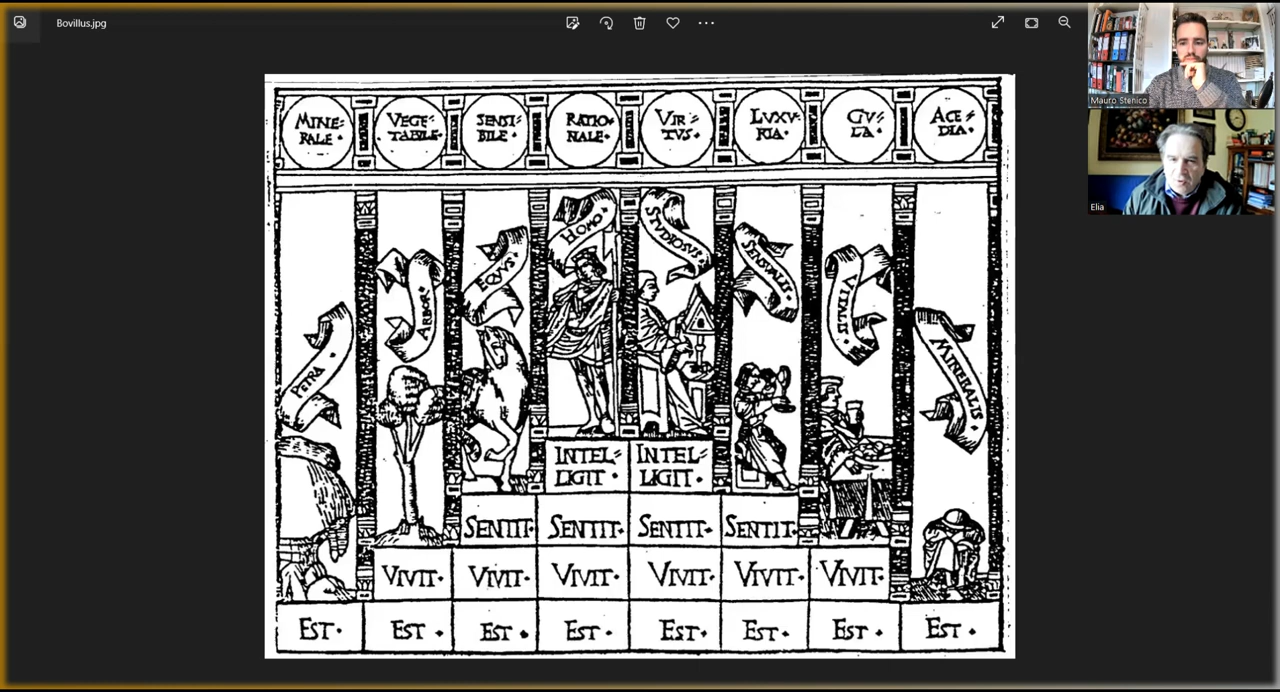 Bovillus.jpg
Mauro Stenico
Elia
MINE=
RALE·
VEGE=
TABILE·
SENSI=
BILE·
RATIO=
NALE·
VIR=
TVS·
LVXV=
RIA·
GV=
LA·
ACE=
DIA·
PETRA·
ARBOR·
EQVVS·
HOMO·
STVDIOSVS·
SENSVALIS·
VITALIS·
MINERALIS·
INTEL=
LIGIT·
INTEL=
LIGIT·
SENTIT· SENTIT· SENTIT· SENTIT·
VIVIT· VIVIT· VIVIT· VIVIT· VIVIT· VIVIT·
EST· EST· EST· EST· EST· EST· EST· EST·